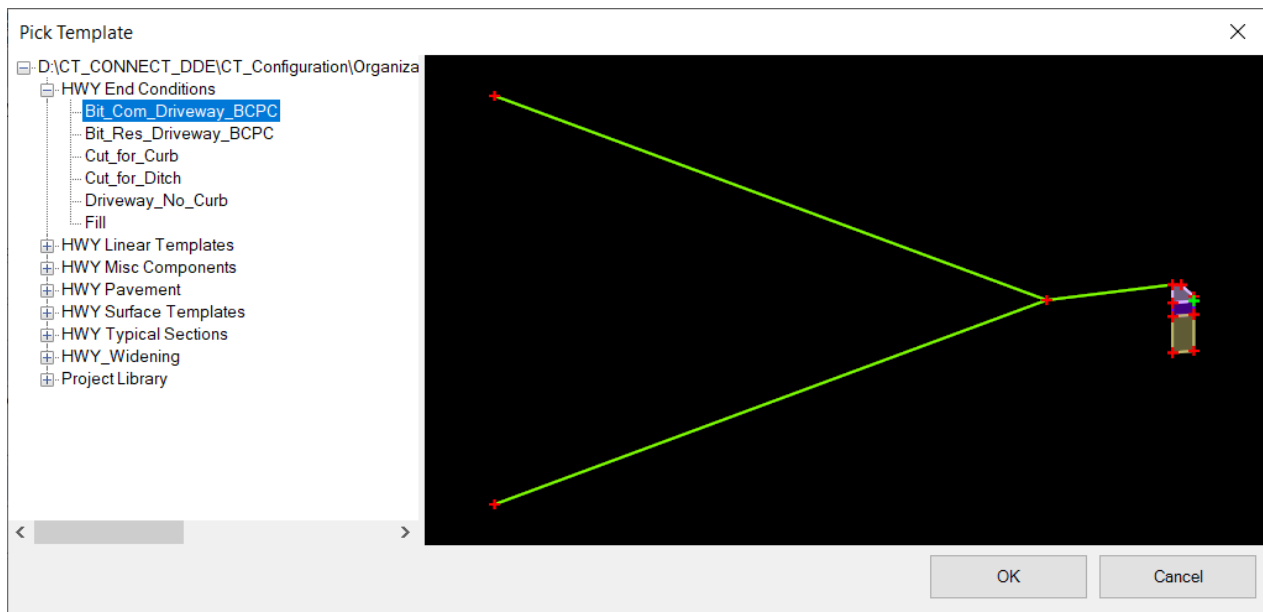 Pick Template
D:\CT_CONNECT_DDE\CT_Configuration\Organiza
HWY End Conditions
Bit_Com_Driveway_BCPC
Bit_Res_Driveway_BCPC
Cut_for_Curb
Cut_for_Ditch
Driveway_No_Curb
Fill
HWY Linear Templates
HWY Misc Components
HWY Pavement
HWY Surface Templates
HWY Typical Sections
HWY_Widening
Project Library
OK Cancel